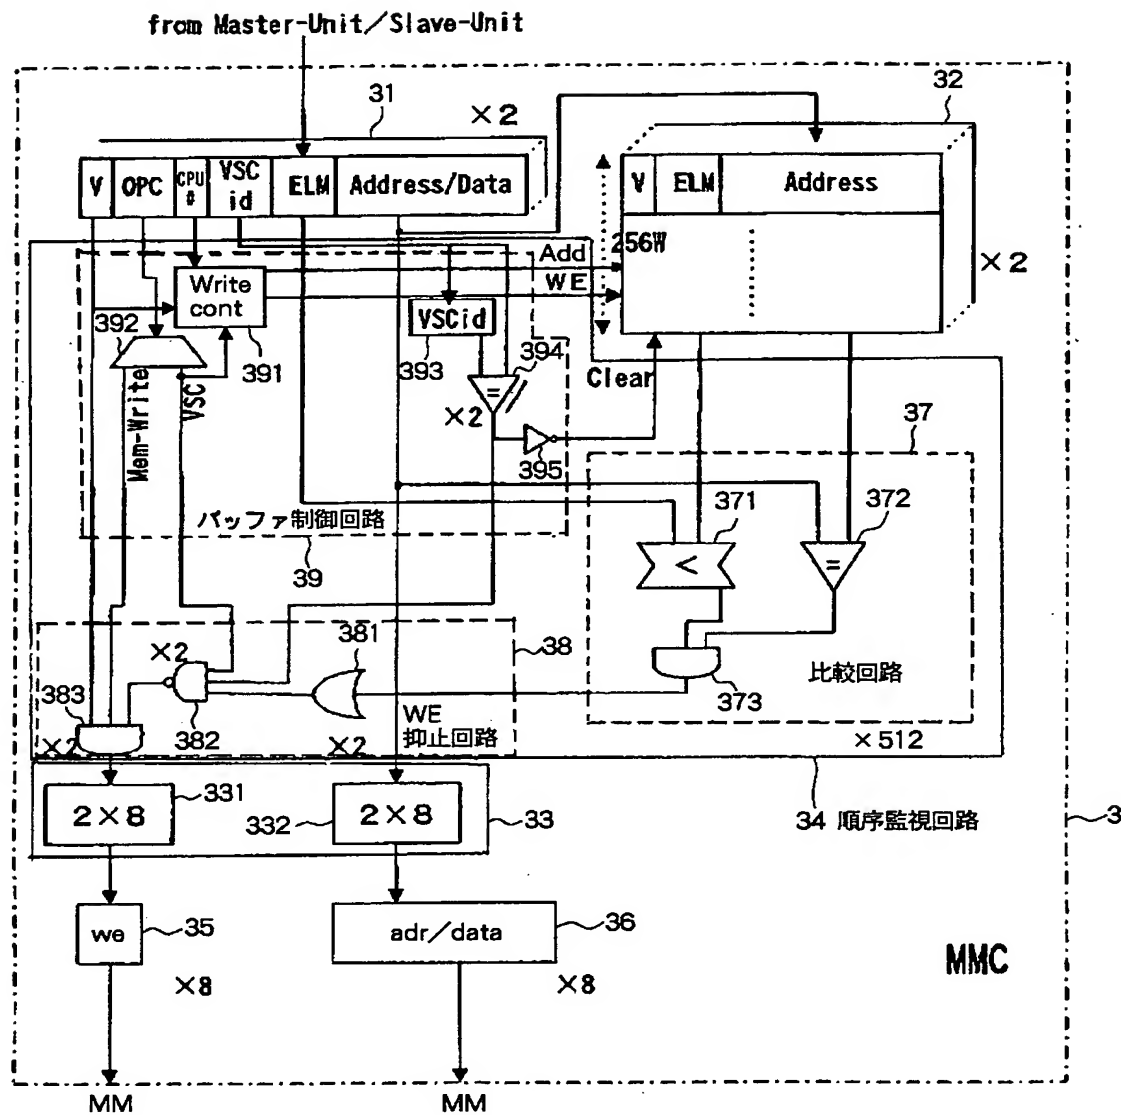 from Master-Unit／Slave-Unit
31
×2
32
V OPC CPU# VSC id ELM Address/Data
V ELM Address
256W
×2
Add
WE
Write cont
391
392
VSCid
393
394
×2
395
Clear
Mem-Write
VSC
バッファ制御回路
39
37
371
<
372
=
373
比較回路
×512
38
381
×2
382
383
×2
×2
WE
抑止回路
34 順序監視回路
3
2×8
331
332
2×8
33
we
35
×8
adr／data
36
×8
MMC
MM
MM